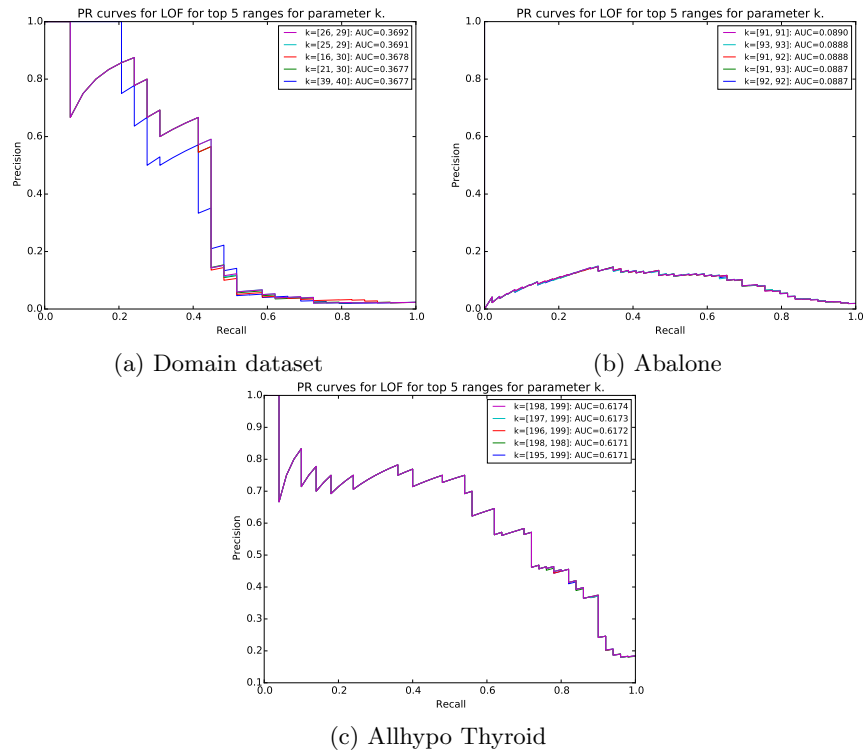 PR curves for LOF for top 5 ranges for parameter k.
k=[26, 29]: AUC=0.3692
k=[25, 29]: AUC=0.3691
k=[16, 30]: AUC=0.3678
k=[21, 30]: AUC=0.3677
k=[39, 40]: AUC=0.3677
1.0
0.8
0.6
0.4
0.2
0.0
Precision
0.0 0.2 0.4 0.6 0.8 1.0
Recall
(a) Domain dataset
PR curves for LOF for top 5 ranges for parameter k.
k=[91, 91]: AUC=0.0890
k=[93, 93]: AUC=0.0888
k=[91, 92]: AUC=0.0888
k=[91, 93]: AUC=0.0887
k=[92, 92]: AUC=0.0887
1.0
0.8
0.6
0.4
0.2
0.0
Precision
0.0 0.2 0.4 0.6 0.8 1.0
Recall
(b) Abalone
PR curves for LOF for top 5 ranges for parameter k.
k=[198, 199]: AUC=0.6174
k=[197, 199]: AUC=0.6173
k=[196, 199]: AUC=0.6172
k=[198, 198]: AUC=0.6171
k=[195, 199]: AUC=0.6171
1.0
0.9
0.8
0.7
0.6
0.5
0.4
0.3
0.2
0.1
Precision
0.0 0.2 0.4 0.6 0.8 1.0
Recall
(c) Allhypo Thyroid